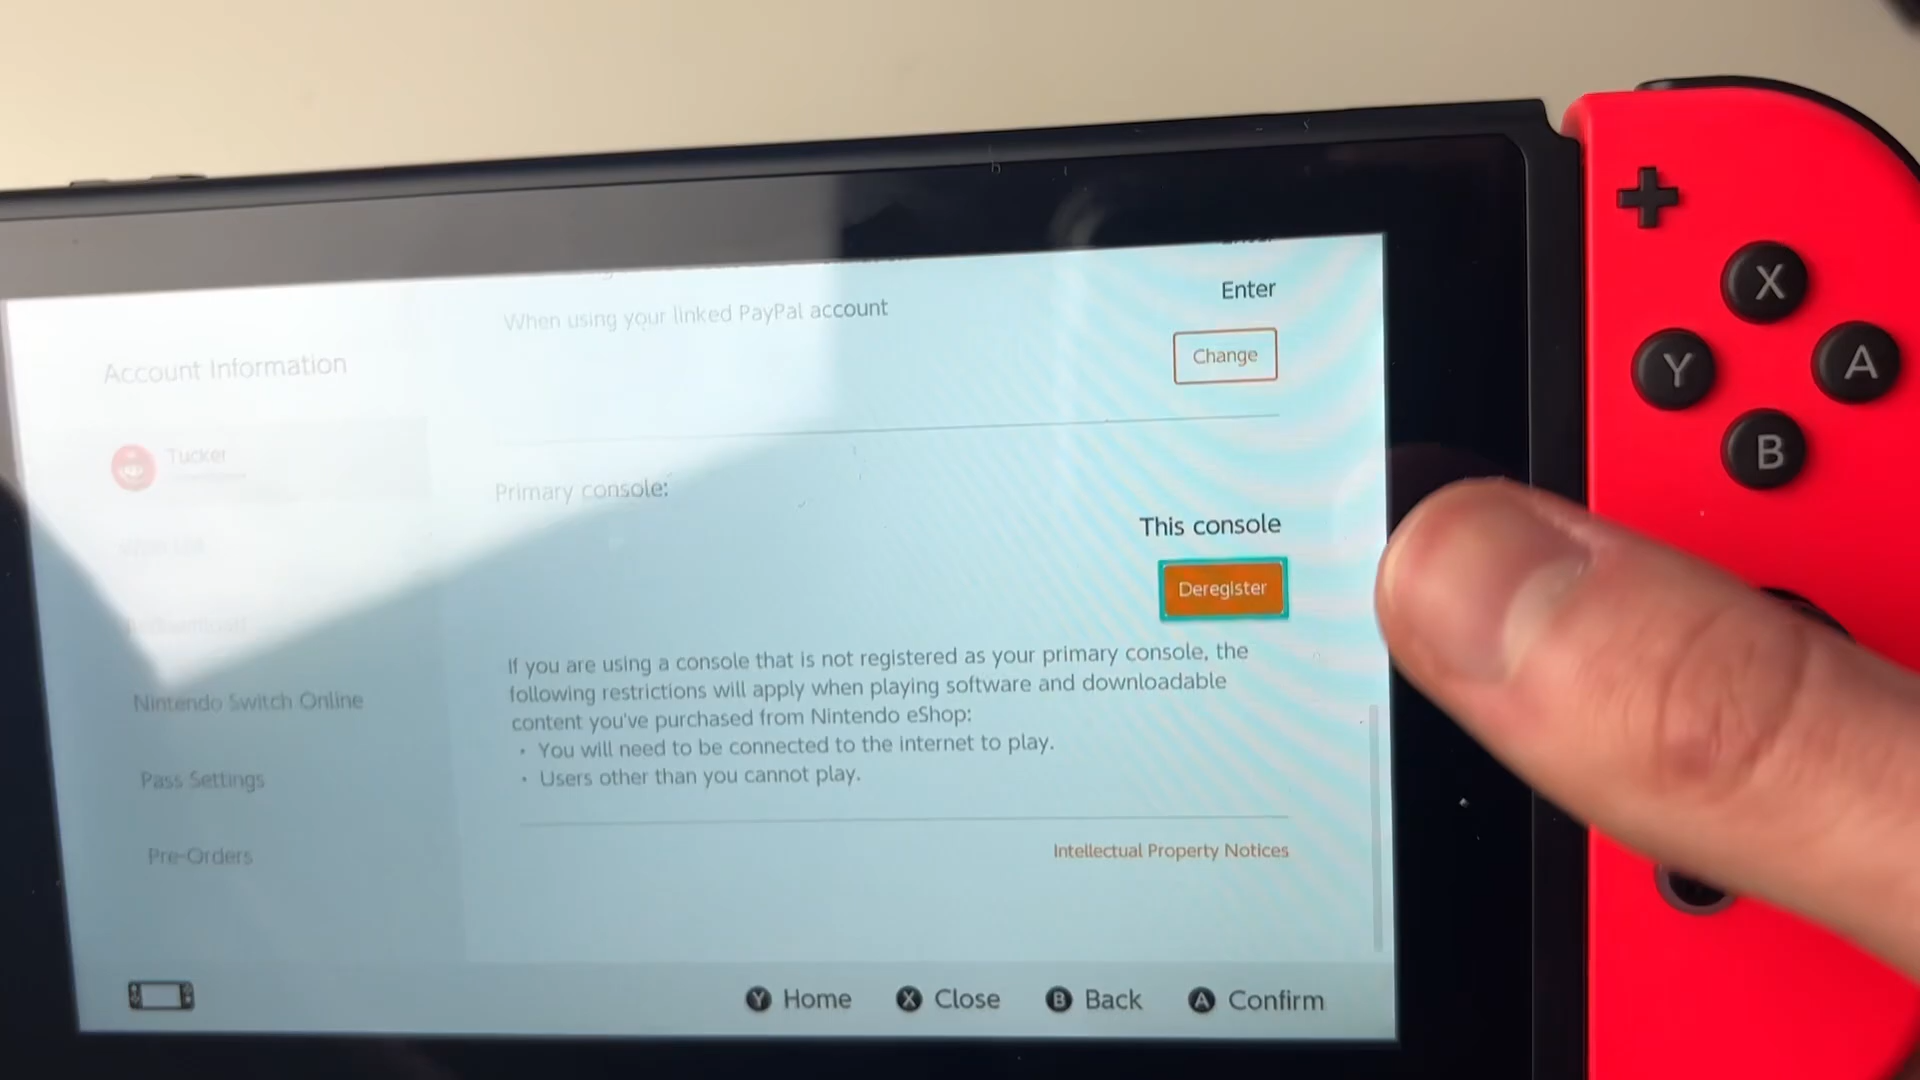 Enter
When using your linked PayPal account
Change
Account Information
Tucker
Primary console:
This console
Deregister
If you are using a console that is not registered as your primary console, the
following restrictions will apply when playing software and downloadable
content you've purchased from Nintendo eShop:
• You will need to be connected to the internet to play.
• Users other than you cannot play.
Nintendo Switch Online
Pass Settings
Pre-Orders
Intellectual Property Notices
Y Home X Close B Back A Confirm
X
Y
A
B